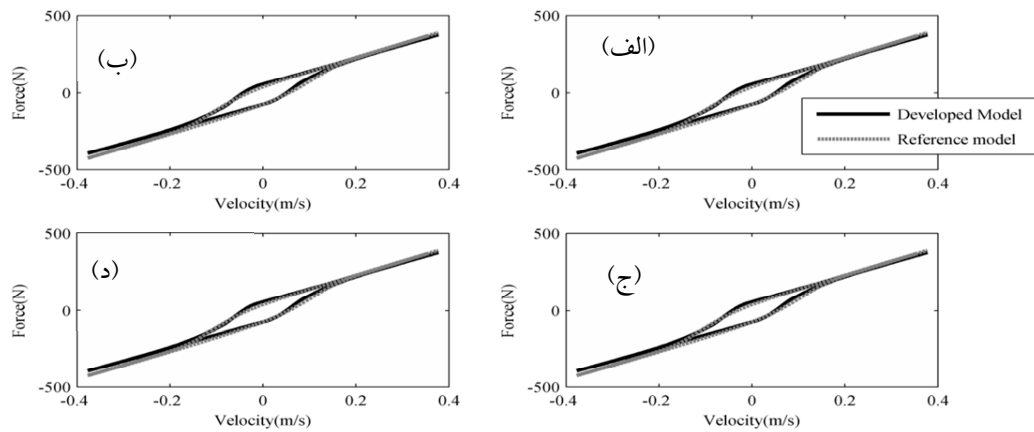 500
0
-500
Force(N)
(ب)
-0.4 -0.2 0 0.2 0.4
Velocity(m/s)
500
0
-500
Force(N)
(الف)
-0.4 -0.2 0 0.2 0.4
Velocity(m/s)
Developed Model
Reference model
500
0
-500
Force(N)
(د)
-0.4 -0.2 0 0.2 0.4
Velocity(m/s)
500
0
-500
Force(N)
(ج)
-0.4 -0.2 0 0.2 0.4
Velocity(m/s)